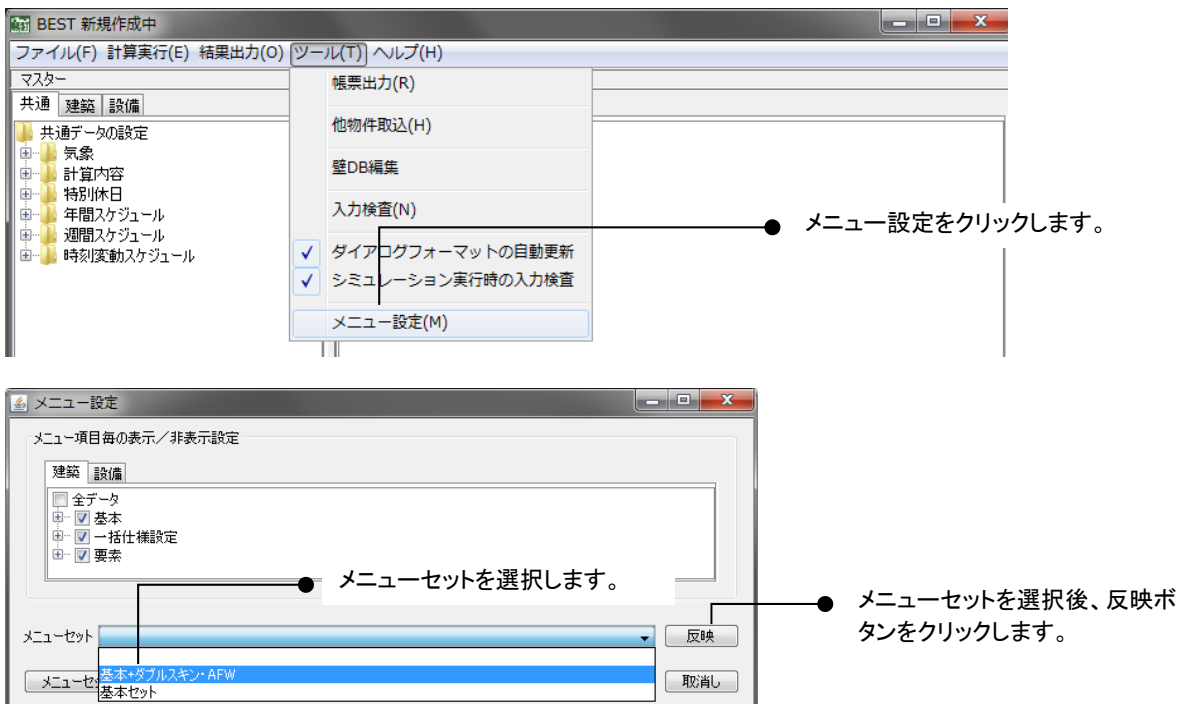 BEST 新規作成中
ファイル(F) 計算実行(E) 結果出力(O) ツール(T) ヘルプ(H)
マスター
共通 建築 設備
共通データの設定
気象
計算内容
特別休日
年間スケジュール
週間スケジュール
時刻変動スケジュール
帳票出力(R)
他物件取込(H)
壁DB編集
入力検査(N)
ダイアログフォーマットの自動更新
シミュレーション実行時の入力検査
メニュー設定(M)
メニュー設定をクリックします。
メニュー設定
メニュー項目毎の表示／非表示設定
建築 設備
全データ
基本
一括仕様設定
要素
メニューセットを選択します。
メニューセット
反映
メニューセットを選択後、反映ボ
タンをクリックします。
基本+ダブルスキン・AFW
基本セット
メニューセ
取消し